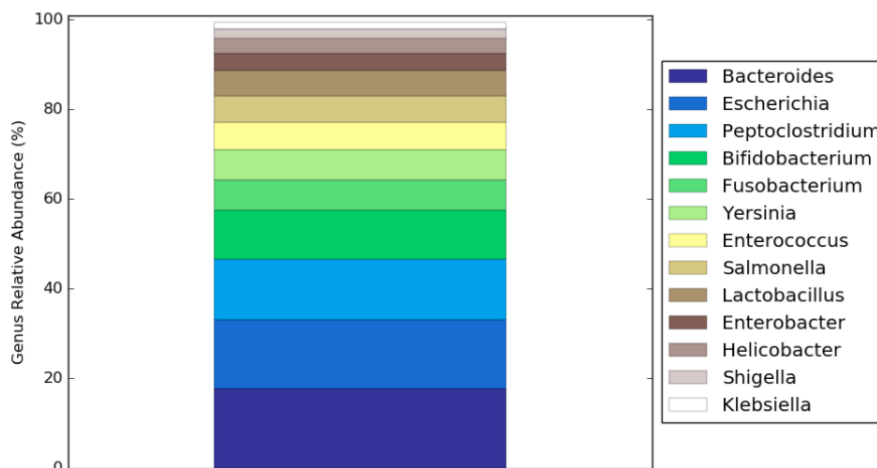 100
80
60
40
20
0
Genus Relative Abundance (%)
Bacteroides
Escherichia
Peptoclostridium
Bifidobacterium
Fusobacterium
Yersinia
Enterococcus
Salmonella
Lactobacillus
Enterobacter
Helicobacter
Shigella
Klebsiella